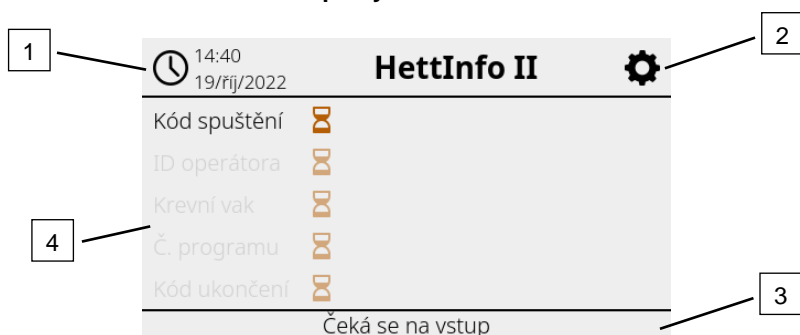 1
2
14:40
HettInfo II
19/říj/2022
Kód spuštění
ID operátora
Krevní vak
4
Č. programu
Kód ukončení
3
Čeká se na vstup